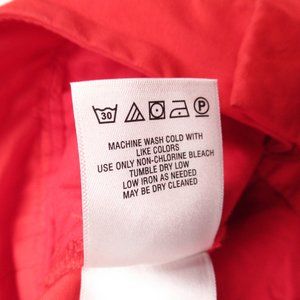 30 P
MACHINE WASH COLD WITH
LIKE COLORS
USE ONLY NON-CHLORINE BLEACH
TUMBLE DRY LOW
LOW IRON AS NEEDED
MAY BE DRY CLEANED